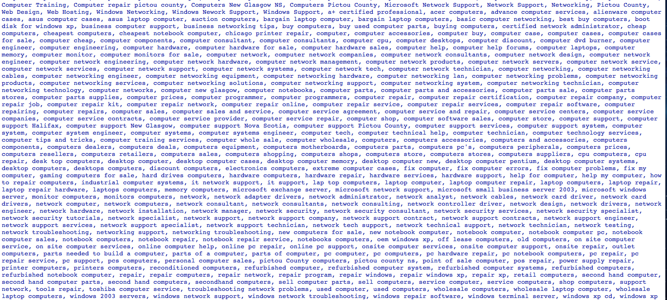 Computer Training, Computer repair pictou county, Computers New Glasgow NS, Computers Pictou County, Microsoft Network Support, Network Support, Networking, Pictou County,
Web Design, Web Hosting, Windows Networking, Windows Nework Support, Windows Support, a+ certified professional, acer computers, advance computer services, alienware computer
cases, asus computer cases, asus laptop computer, auction computers, bargain laptop computer, bargain laptop computers, basic computer networking, best buy computers, boot
disk for windows xp, business computer support, business networking tips, buy computers, buy used computer parts, buying computers, certified network administrator, cheap
computers, cheapest computers, cheapest notebook computer, chicago printer repair, computer, computer accessories, computer buy, computer case, computer cases, computer cases
for sale, computer cheap, computer components, computer consultant, computer consultants, computer cpu, computer desktops, computer discount, computer dvd burner, computer
engineer, computer engineering, computer hardware, computer hardware for sale, computer hardware sales, computer help, computer help forums, computer laptops, computer
memory, computer monitor, computer monitors for sale, computer network, computer network companies, computer network consultants, computer network design, computer network
engineer, computer network engineering, computer network hardware, computer network management, computer network products, computer network servers, computer network service,
computer network services, computer network support, computer network systems, computer network tech, computer network technician, computer networking, computer networking
cables, computer networking engineer, computer networking equipment, computer networking hardware, computer networking lan, computer networking problems, computer networking
products, computer networking services, computer networking solutions, computer networking support, computer networking system, computer networking technician, computer
networking technology, computer networks, computer new glasgow, computer notebooks, computer parts, computer parts and accessories, computer parts sale, computer parts
stores, computer parts supplies, computer prices, computer programmer, computer programmers, computer repair, computer repair certification, computer repair company, computer
repair job, computer repair kit, computer repair network, computer repair online, computer repair service, computer repair services, computer repair software, computer
repairing, computer repairs, computer sales, computer sales and service, computer service agreement, computer service and repair, computer service centers, computer service
companies, computer service contracts, computer service provider, computer service repair, computer shop, computer software sales, computer store, computer support, computer
support Halifax, computer support New Glasgow, computer support Nova Scotia, computer support Pictou County, computer support services, computer support system, computer
system, computer system engineer, computer systems, computer systems engineer, computer tech, computer technical help, computer technician, computer technology services,
computer tips and tricks, computer training services, computer whole sale, computer wholesale, computers, computers accessories, computers and accessories, computers
components, computers dealers, computers deals, computers equipment, computers motherboards, computers parts, computers pc's, computers peripherals, computers prices,
computers resellers, computers retailers, computers sales, computers shopping, computers shops, computers store, computers stores, computers suppliers, cpu computers, cpu
repair, desk top computers, desktop computer, desktop computer cases, desktop computer memory, desktop computer new, desktop computer pentium, desktop computer systems,
desktop computers, desktops computers, discount computers, electronics computers, extreme computer cases, fix computer, fix computer errors, fix computer problems, fix my
computer, gaming computers for sale, hard drives computers, hardware computers, hardware repair, hardware services, hardware support, help for computer, help my computer, how
to repair computers, industrial computer systems, it network support, it support, lap top computers, laptop computer, laptop computer repair, laptop computers, laptop repair,
laptop repair hardware, laptops computers, memory computers, microsoft exchange server, microsoft network support, microsoft small business server 2003, microsoft windows
server, monitor computers, monitors computers, network, network adapter drivers, network administrator, network analyst, network cables, network card driver, network card
drivers, network computer, network computers, network consultant, network consultants, network consulting, network controller driver, network design, network drivers, network
engineer, network hardware, network installation, network manager, network security, network security consultant, network security services, network security specialist,
network security tutorials, network specialist, network support, network support company, network support contract, network support contracts, network support engineer,
network support services, network support specialist, network support technician, network tech support, network technical support, network technician, network testing,
network troubleshooting, network support, networking troubleshooting, new computers for sale, new notebook computer, notebook computer, notebook computer pc, notebook
computer sales, notebook computers, notebook repair, notebook repair service, notebooks computers, oem windows xp, off lease computers, old computers, on site computer
service, on site computer services, online computer help, online pc repair, online pc support, onsite computer services, onsite computer support, onsite repair, outlet
computers, parts needed to build a computer, parts of a computer, parts of computer, pc computer, pc computers, pc hardware repair, pc notebook computers, pc repair, pc
repair service, pc support, pcs computers, personal computer sales, pictou County computers, pictou county ns, point of sale computer, pos computer, power supply repair,
printer computers, printers computers, reconditioned computers, refurbished computer, refurbished computer system, refurbished computer systems, refurbished computers,
refurbished notebook computer, repair, repair computers, repair network, repair program, repair windows, repair windows xp, repair xp, retail computers, second hand computer,
second hand computer parts, second hand computers, secondhand computers, sell computer parts, sell computers, service computer, service computers, shop computers, support
network, tools repair, toshiba computer service, troubleshooting network problems, used computer, used computers, wholesale computer, wholesale computers, wholesale laptop computer, wholesale
laptop computers, windows 2003 servers, windows network support, windows network troubleshooting, windows repair software, windows terminal server, windows xp cd, windows xp